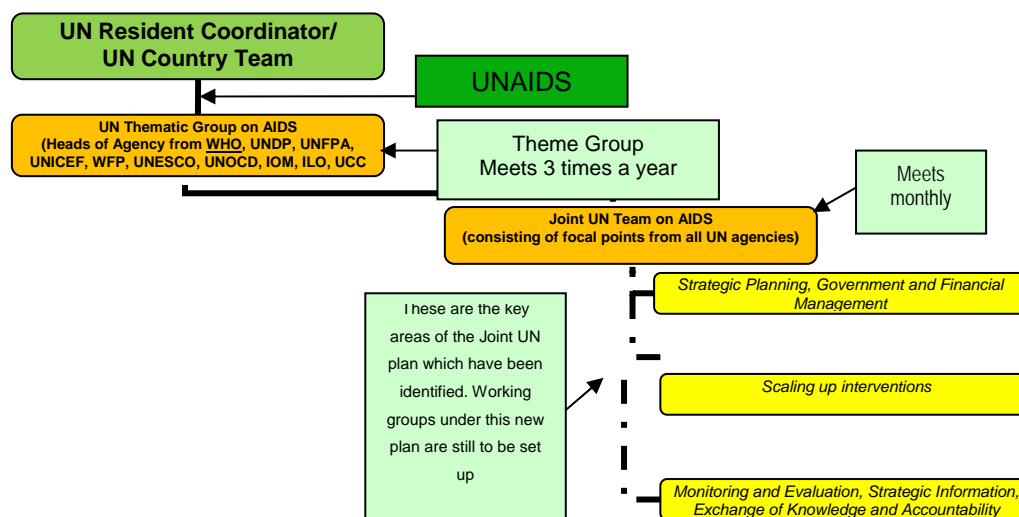 UN Resident Coordinator/
UN Country Team
UNAIDS
UN Thematic Group on AIDS
(Heads of Agency from WHO, UNDP, UNFPA,
UNICEF, WFP, UNESCO, UNOCD, IOM, ILO, UCC
Theme Group
Meets 3 times a year
Meets
monthly
Joint UN Team on AIDS
(consisting of focal points from all UN agencies)
Strategic Planning, Government and Financial
Management
These are the key
areas of the Joint UN
plan which have been
identified. Working
groups under this new
plan are still to be set
up
Scaling up interventions
Monitoring and Evaluation, Strategic Information,
Exchange of Knowledge and Accountability